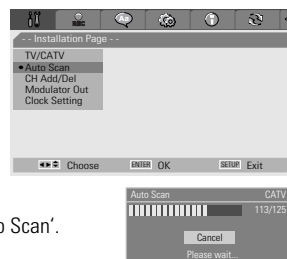 - - Installation Page - -
TV/CATV
Auto Scan
CH Add/Del
Modulator Out
Clock Setting
Choose ENTER OK SETUP Exit
Auto Scan CATV
113/125
Cancel
Please wait...
o Scan'.